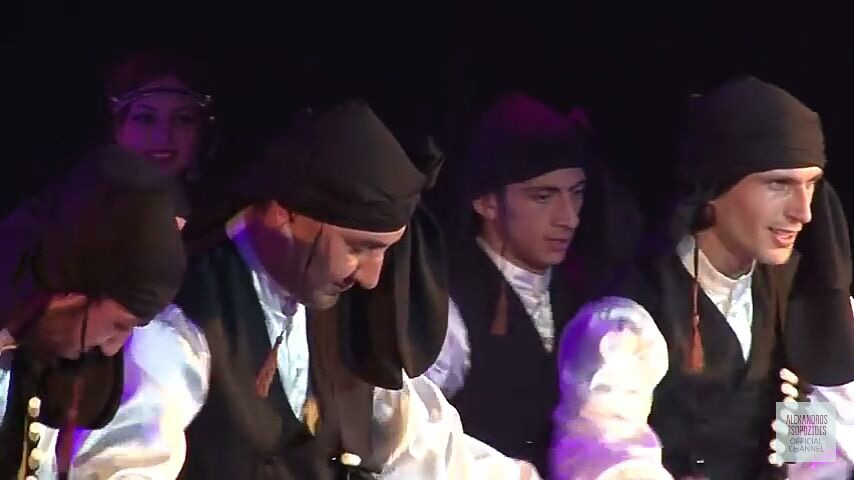 ALEXANDROS
TSOPOZIDIS
OFFICIAL
CHANNEL